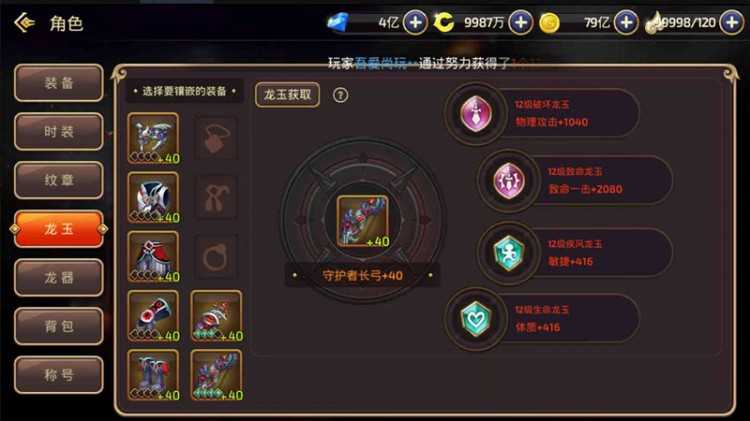 角色
4亿
9987万
79亿
9998/120
玩家吾爱尚玩··通过努力获得了
装备
时装
纹章
龙玉
龙器
背包
称号
选择要镶嵌的装备
+40
+40
+40
+40
+40
+40
+40
龙玉获取
?
+40
守护者长弓+40
12级破坏龙玉
物理攻击+1040
12级致命龙玉
致命一击+2080
12级疾风龙玉
敏捷+416
12级生命龙玉
体质+416